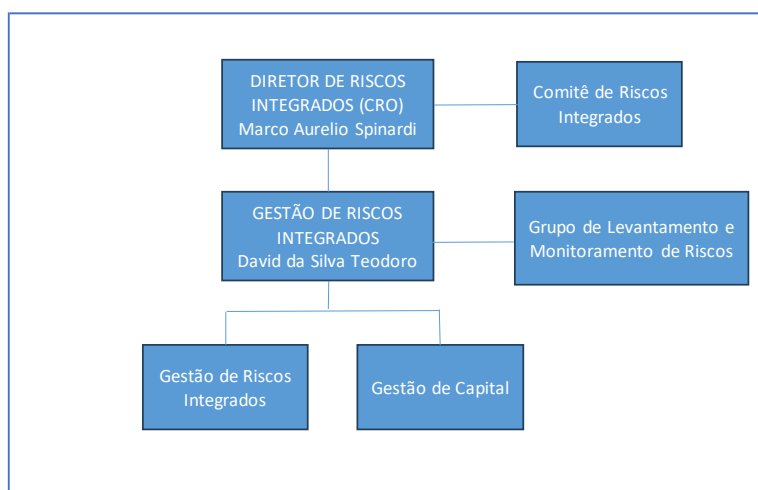 DIRETOR DE RISCOS
INTEGRADOS (CRO)
Marco Aurelio Spinardi
Comitê de Riscos
Integrados
GESTÃO DE RISCOS
INTEGRADOS
David da Silva Teodoro
Grupo de Levantamento e
Monitoramento de Riscos
Gestão de Riscos
Integrados
Gestão de Capital